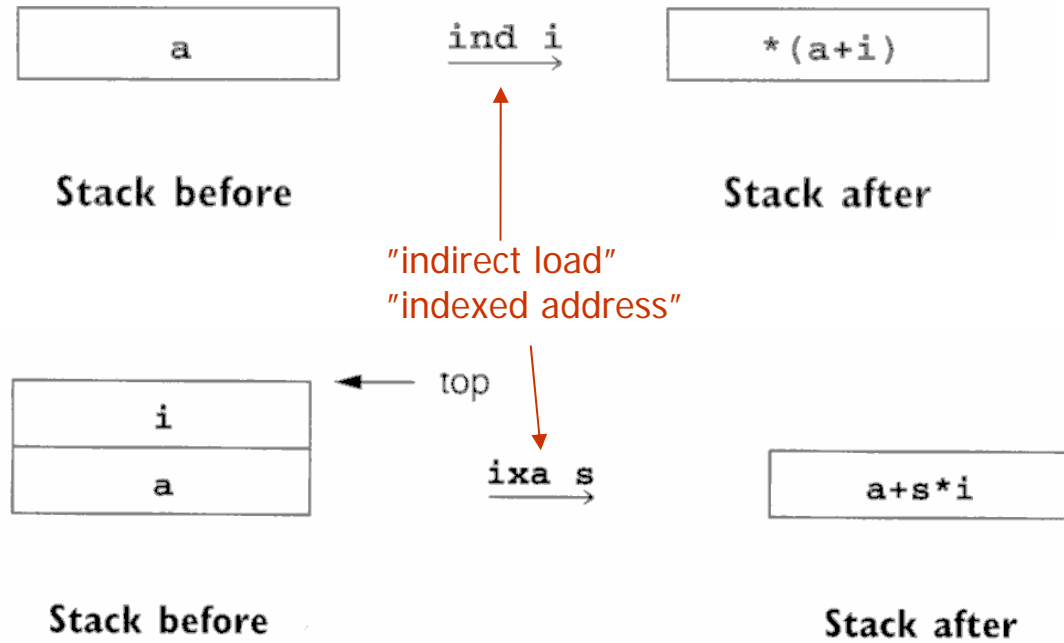 a
ind i
*(a+i)
Stack before
Stack after
"indirect load"
"indexed address"
top
i
a
ixa s
a+s*i
Stack before
Stack after